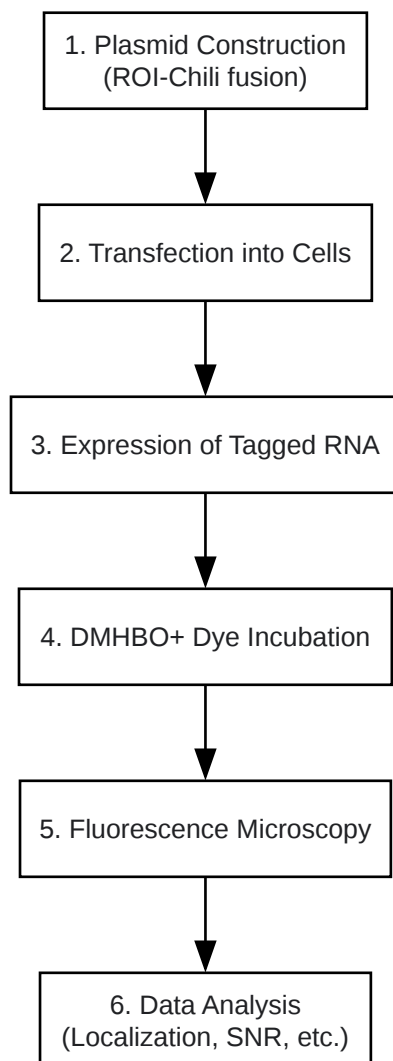 1. Plasmid Construction
(ROI-Chili fusion)
2. Transfection into Cells
3. Expression of Tagged RNA
4. DMHBO+ Dye Incubation
5. Fluorescence Microscopy
6. Data Analysis
(Localization, SNR, etc.)